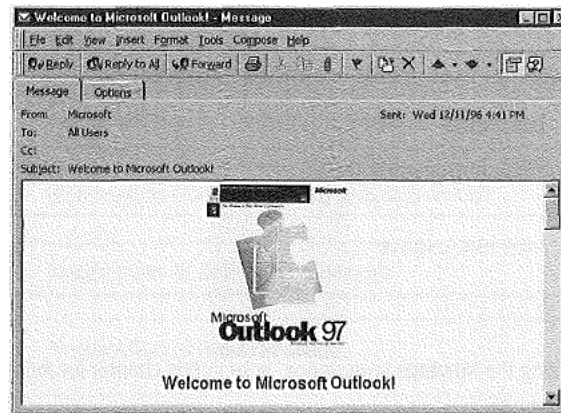 Welcome to Microsoft Outlook! - Message
File Edit View Insert Format Tools Compose Help
Reply Reply to All Forward
Message Options
From: Microsoft Sent: Wed 12/11/96 4:41 PM
To: All Users
Cc:
Subject: Welcome to Microsoft Outlook!
Microsoft
Microsoft
Outlook 97
Welcome to Microsoft Outlook!